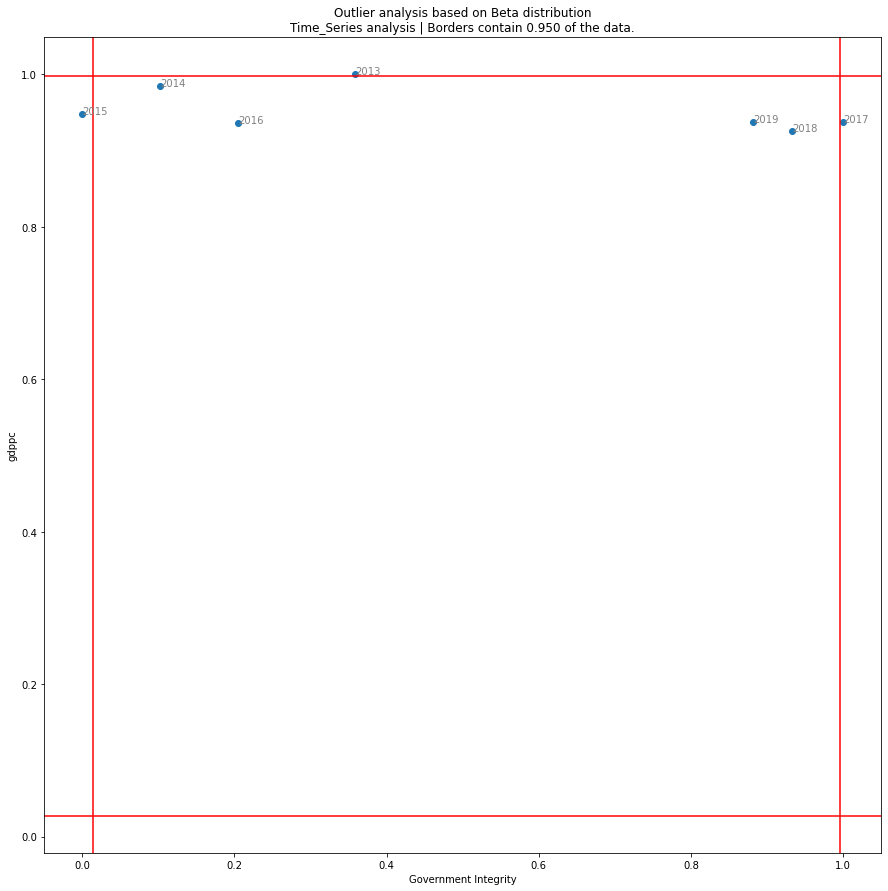 Outlier analysis based on Beta distribution
Time_Series analysis | Borders contain 0.950 of the data.
1.0
2013
2014
2015
2016
2019
2018
2017
0.8
0.6
gdppc
0.4
0.2
0.0
0.0 0.2 0.4 0.6 0.8 1.0
Government Integrity